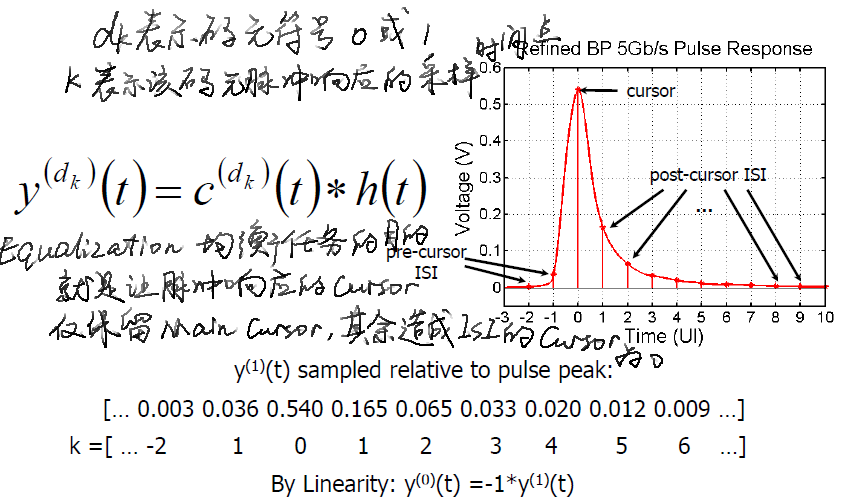 dk表示码元符号0或1
k表示该码元脉冲响应的采样时间点
Refined BP 5Gb/s Pulse Response
y^(d_k)(t) = c^(d_k)(t) * h(t)
Equalization 均衡任务的目的
就是让脉冲响应的Cursor
仅保留Main Cursor,其余造成ISI的Cursor为0
Voltage (V)
0.6
0.5
0.4
0.3
0.2
0.1
0
cursor
post-cursor ISI
...
pre-cursor
ISI
-3 -2 -1 0 1 2 3 4 5 6 7 8 9 10
Time (UI)
y(1)(t) sampled relative to pulse peak:
[… 0.003 0.036 0.540 0.165 0.065 0.033 0.020 0.012 0.009 …]
k =[ … -2 1 0 1 2 3 4 5 6 …]
By Linearity: y(0)(t) =-1*y(1)(t)